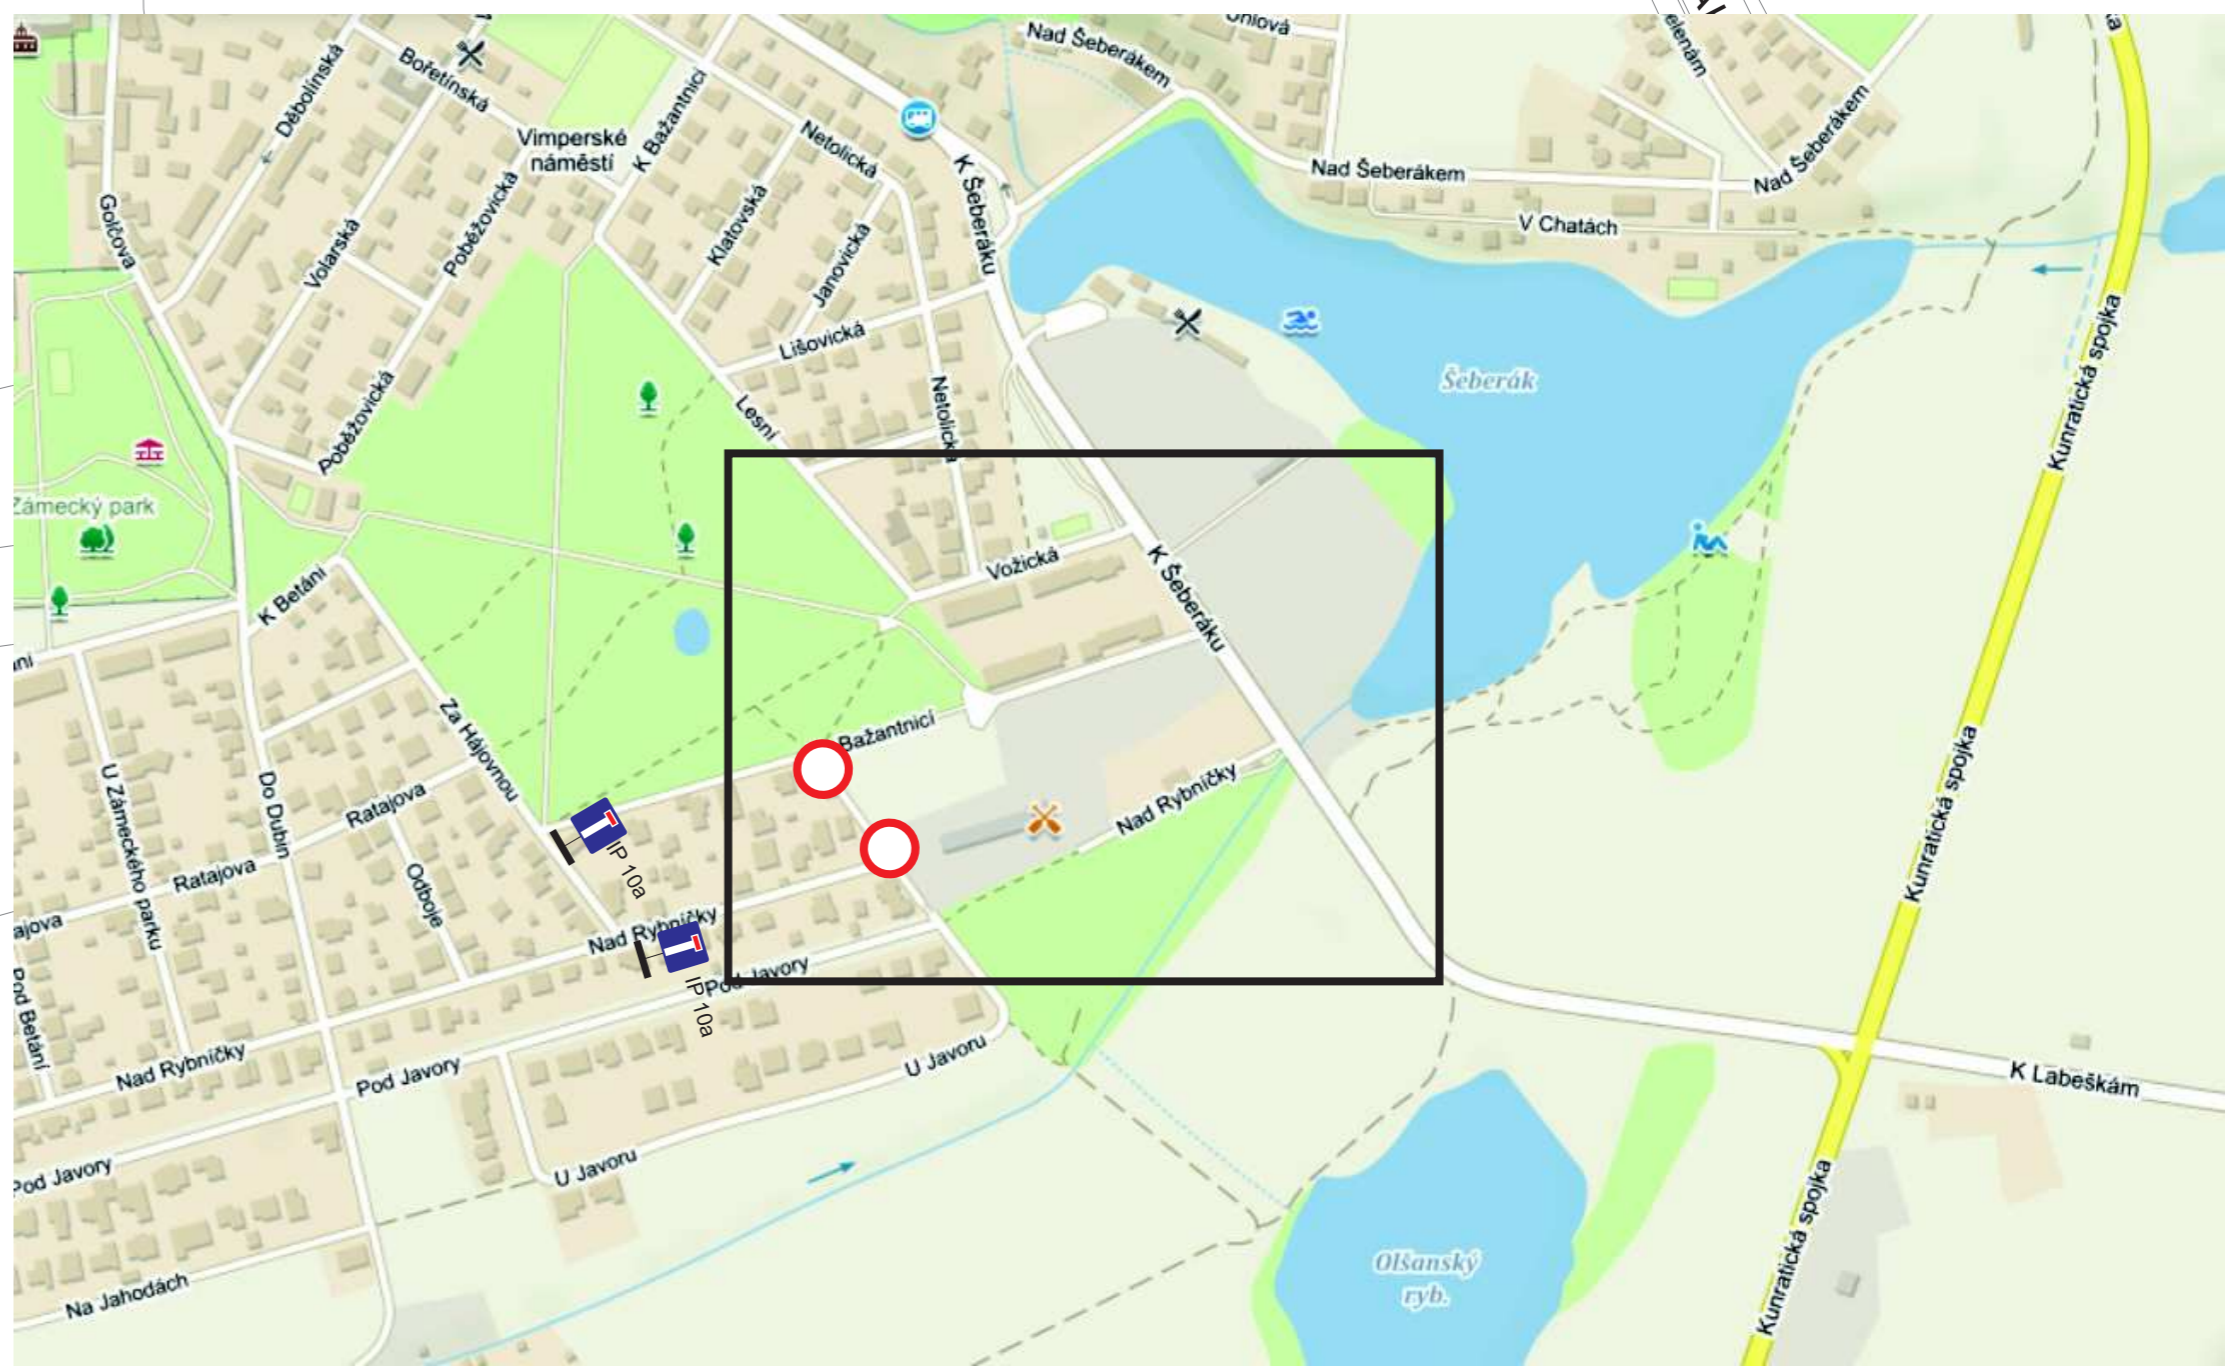 Nad Šeberákem
Bořetínská
Děbolínská
K Bažantnici
Vimperské
náměstí
Netolická
K Šeberáku
Nad Šeberákem
Nad Šeberákem
V Chatách
Golčova
Volarská
Poběžovická
Klatovská
Janovická
Lišovická
Kunratická spojka
Šeberák
Poběžovická
Lesní
Netolická
Zámecký park
Vožická
K Šeberáku
K Betáni
Za Hájovnou
Bažantnicí
Kunratická spojka
U Zámeckého parku
Do Dubin
Ratajova
Nad Rybníčky
Ratajova
Odboje
IP 10a
Nad Rybníčky
Pod Javory
IP 10a
Pod Betání
Nad Rybníčky
Pod Javory
U Javoru
K Labeškám
Pod Javory
U Javoru
Kunratická spojka
Olšanský
ryb.
Na Jahodách